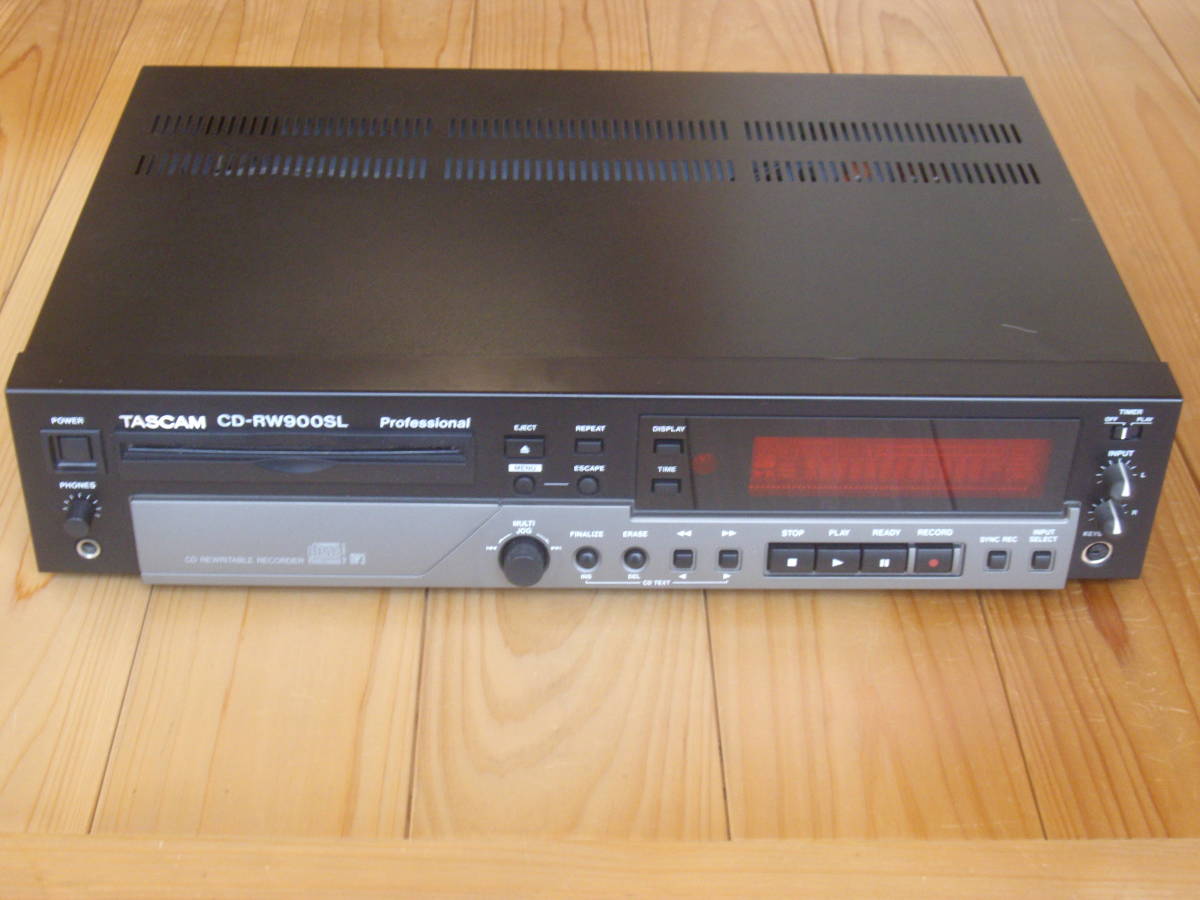 POWER
TASCAM CD-RW900SL Professional
EJECT
REPEAT
DISPLAY
TIMER
OFF PLAY
MENU
ESCAPE
TIME
INPUT
L
R
PHONES
MULTI JOG
FINALIZE
ERASE
STOP
PLAY
READY
RECORD
SYNC REC
INPUT SELECT
CD REWRITABLE RECORDER
INS
DEL
CD TEXT